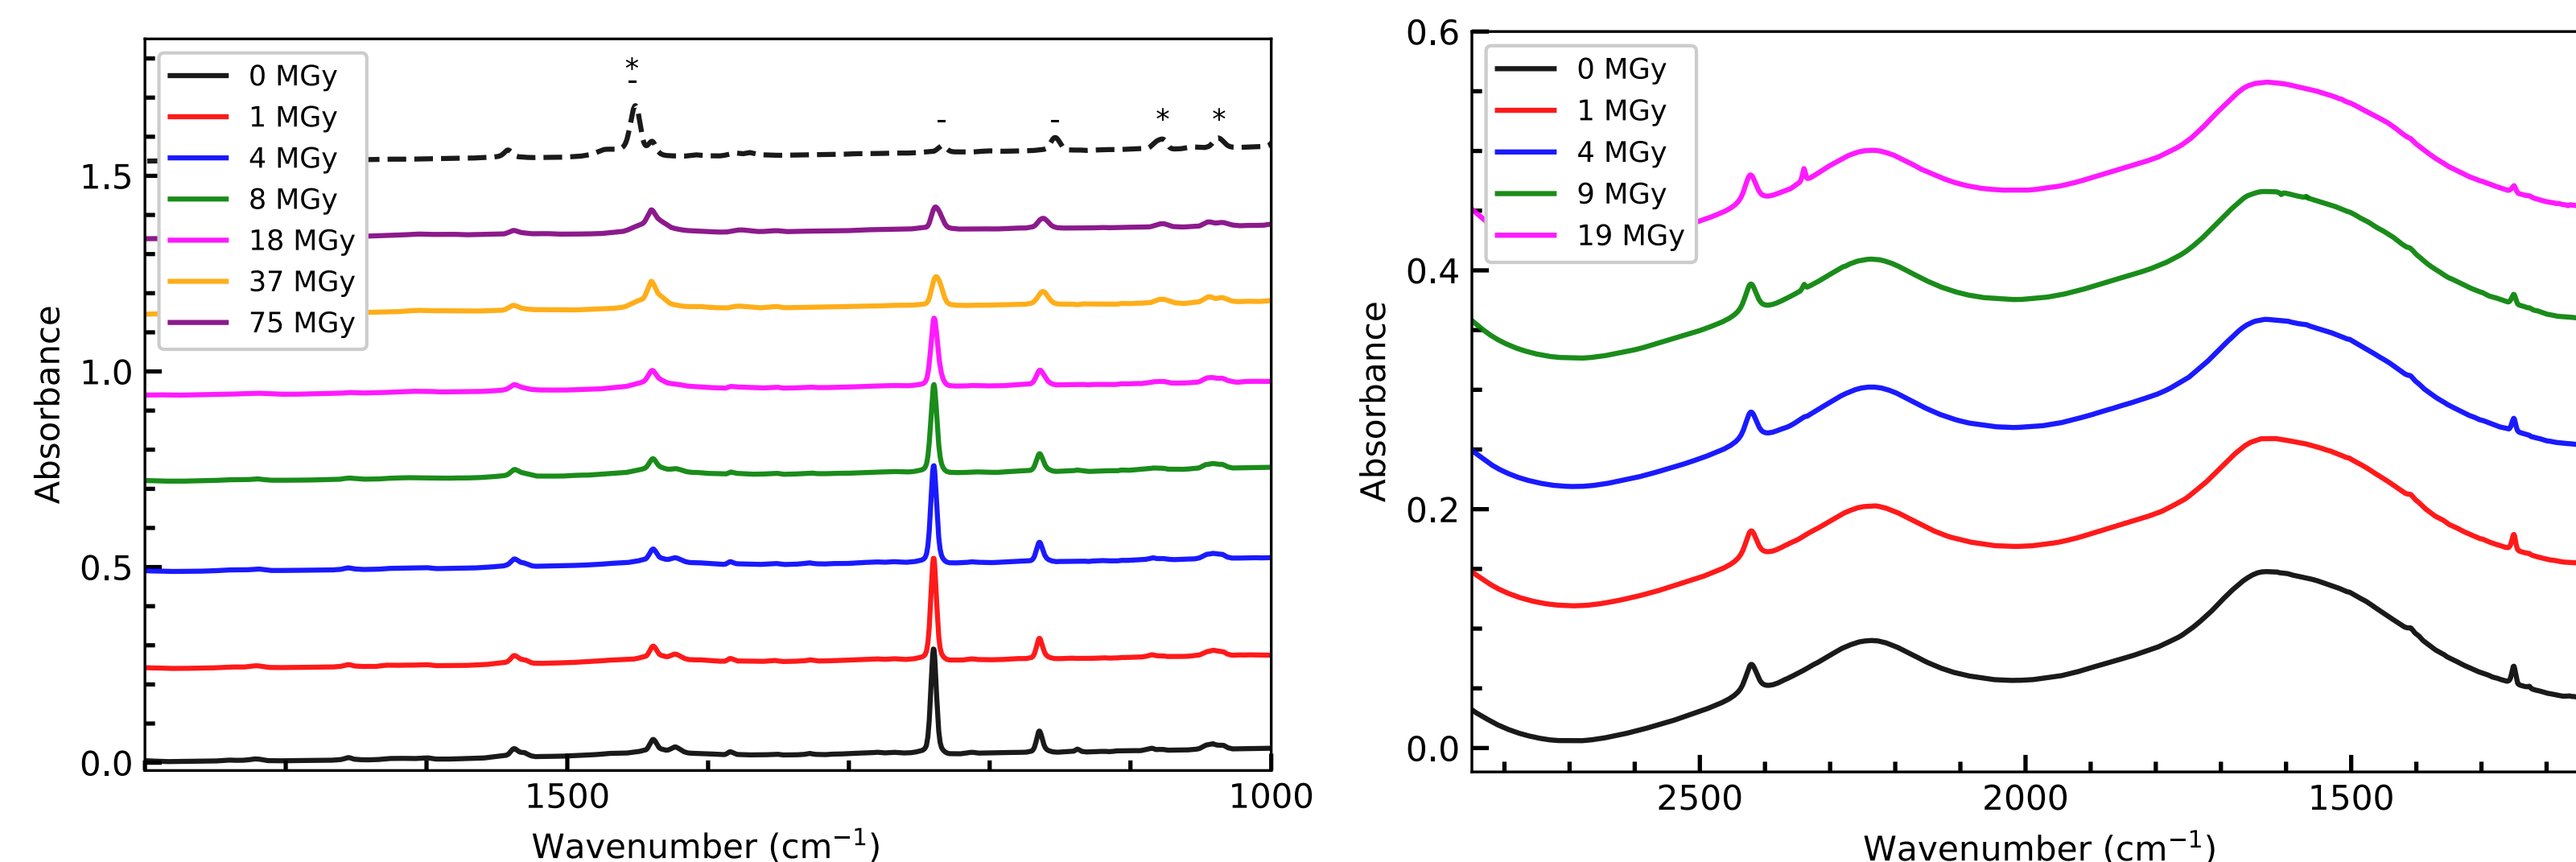 *
-
-
-
*
*
0 MGy
1 MGy
4 MGy
8 MGy
18 MGy
37 MGy
75 MGy
1.5
1.0
0.5
0.0
Absorbance
1500
1000
Wavenumber (cm⁻¹)
0 MGy
1 MGy
4 MGy
9 MGy
19 MGy
0.6
0.4
0.2
0.0
Absorbance
2500
2000
1500
Wavenumber (cm⁻¹)